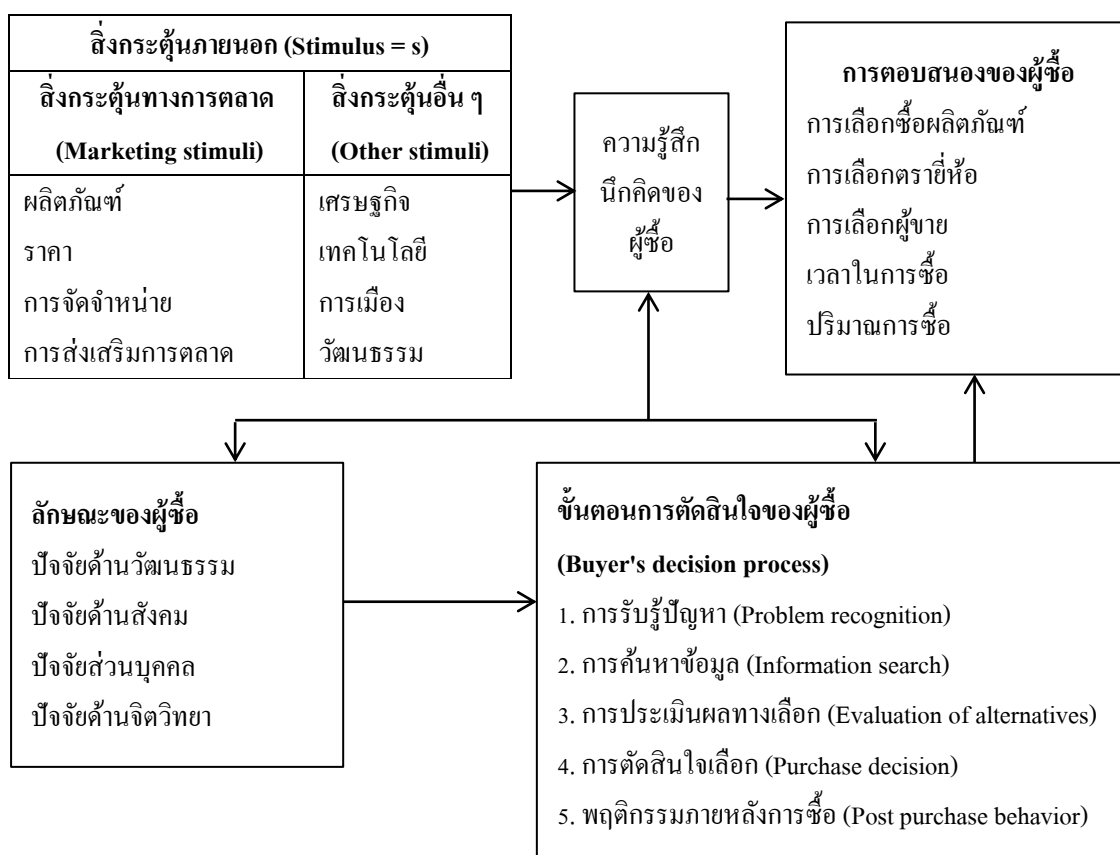 สิ่งกระตุ้นภายนอก (Stimulus = s)
สิ่งกระตุ้นทางการตลาด
(Marketing stimuli)
สิ่งกระตุ้นอื่น ๆ
(Other stimuli)
ผลิตภัณฑ์
ราคา
การจัดจำหน่าย
การส่งเสริมการตลาด
เศรษฐกิจ
เทคโนโลยี
การเมือง
วัฒนธรรม
ความรู้สึก
นึกคิดของ
ผู้ซื้อ
การตอบสนองของผู้ซื้อ
การเลือกซื้อผลิตภัณฑ์
การเลือกตรายี่ห้อ
การเลือกผู้ขาย
เวลาในการซื้อ
ปริมาณการซื้อ
ลักษณะของผู้ซื้อ
ปัจจัยด้านวัฒนธรรม
ปัจจัยด้านสังคม
ปัจจัยส่วนบุคคล
ปัจจัยด้านจิตวิทยา
ขั้นตอนการตัดสินใจของผู้ซื้อ
(Buyer's decision process)
1. การรับรู้ปัญหา (Problem recognition)
2. การค้นหาข้อมูล (Information search)
3. การประเมินผลทางเลือก (Evaluation of alternatives)
4. การตัดสินใจเลือก (Purchase decision)
5. พฤติกรรมภายหลังการซื้อ (Post purchase behavior)